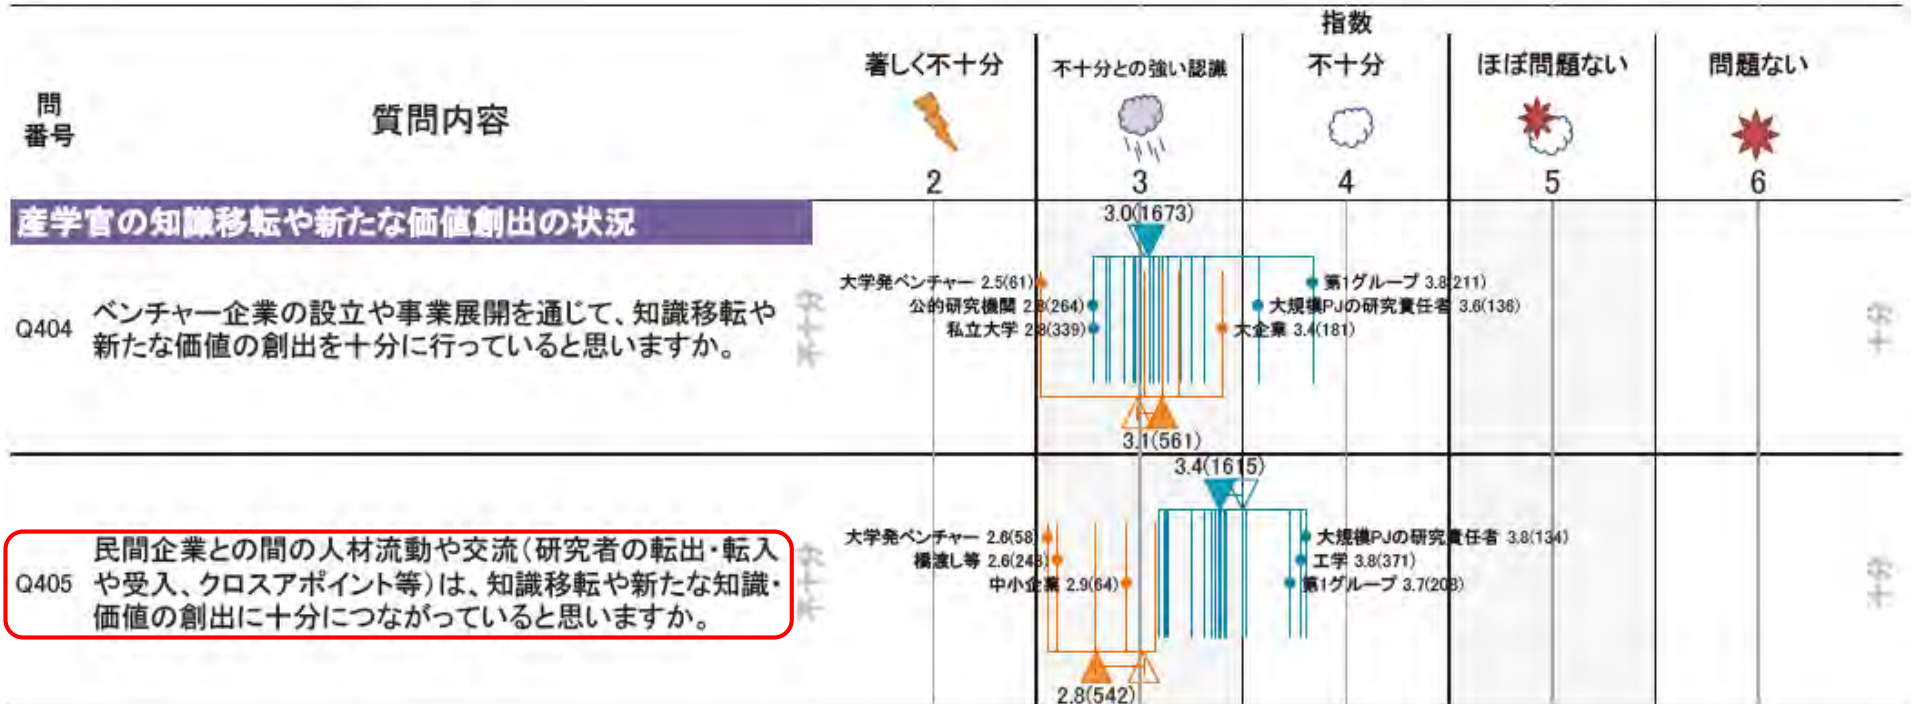 指数
著しく不十分 不十分との強い認識 不十分 ほぼ問題ない 問題ない
問番号 質問内容
2 3 4 5 6
産学官の知識移転や新たな価値創出の状況
3.0(1673)
大学発ベンチャー 2.5(61) 第1グループ 3.8(211)
公的研究機関 2.8(264) 大規模PJの研究責任者 3.6(136)
私立大学 2.8(339) 大企業 3.4(181)
Q404 ベンチャー企業の設立や事業展開を通じて、知識移転や
新たな価値の創出を十分に行っていると思いますか。
不十分 十分
3.1(561)
3.4(1615)
大学発ベンチャー 2.6(58) 大規模PJの研究責任者 3.8(134)
橋渡し等 2.6(248) 工学 3.8(371)
中小企業 2.9(64) 第1グループ 3.7(208)
民間企業との間の人材流動や交流(研究者の転出・転入
Q405 や受入、クロスアポイント等)は、知識移転や新たな知識・
価値の創出に十分につながっていると思いますか。
不十分 十分
2.8(542)